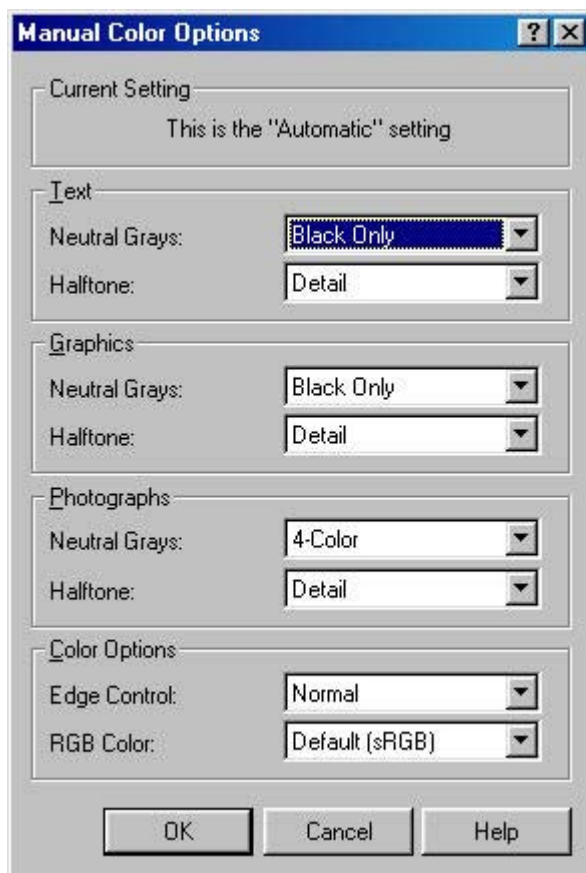 Manual Color Options
Current Setting
This is the "Automatic" setting
Text
Neutral Grays: Black Only
Halftone: Detail
Graphics
Neutral Grays: Black Only
Halftone: Detail
Photographs
Neutral Grays: 4-Color
Halftone: Detail
Color Options
Edge Control: Normal
RGB Color: Default (sRGB)
OK Cancel Help